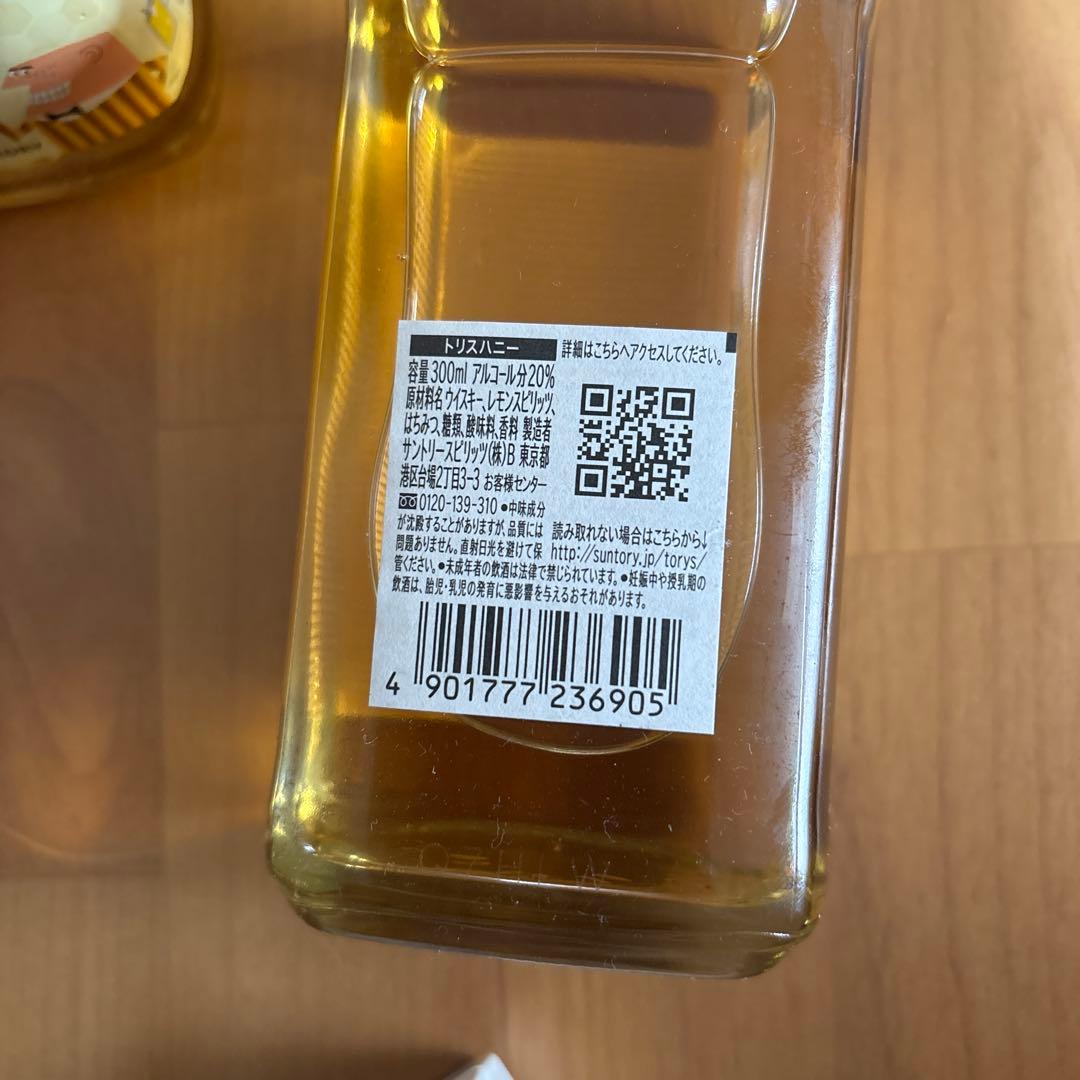 トリスハニー
詳細はこちらへアクセスしてください。
容量300ml アルコール分20%
原材料名 ウイスキー、レモンスピリッツ、
はちみつ、糖類、酸味料、香料 製造者
サントリースピリッツ(株)B 東京都
港区台場2丁目3-3 お客様センター
0120-139-310 ●中味成分
が沈殿することがありますが、品質には
問題ありません。直射日光を避けて保
読み取れない場合はこちらから!
http://suntory.jp/torys/
管ください。●未成年者の飲酒は法律で禁じられています。●妊娠中や授乳期の
飲酒は、胎児・乳児の発育に悪影響を与えるおそれがあります。
4 901777 236905